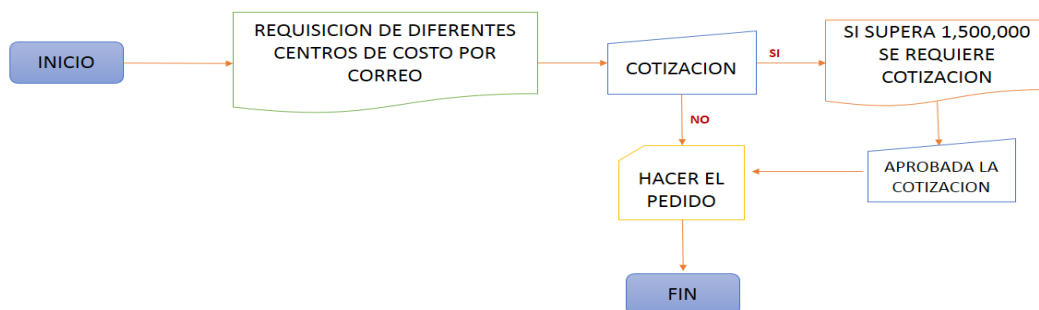 INICIO
REQUISICION DE DIFERENTES
CENTROS DE COSTO POR
CORREO
COTIZACION
SI
SI SUPERA 1,500,000
SE REQUIERE
COTIZACION
NO
HACER EL
PEDIDO
APROBADA LA
COTIZACION
FIN